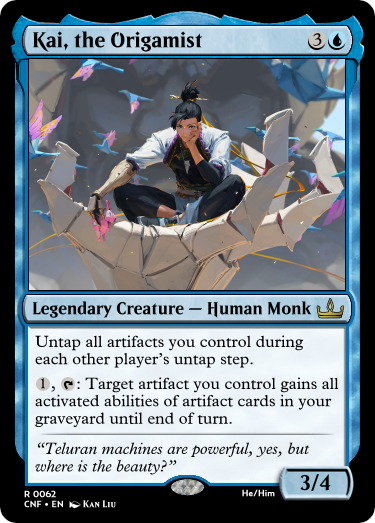 Kai, the Origamist 3
Legendary Creature — Human Monk
Untap all artifacts you control during
each other player's untap step.
1, : Target artifact you control gains all
activated abilities of artifact cards in your
graveyard until end of turn.
“Teluran machines are powerful, yes, but
where is the beauty?”
R 0062
He/Him
3/4
CNF • EN Kan Liu